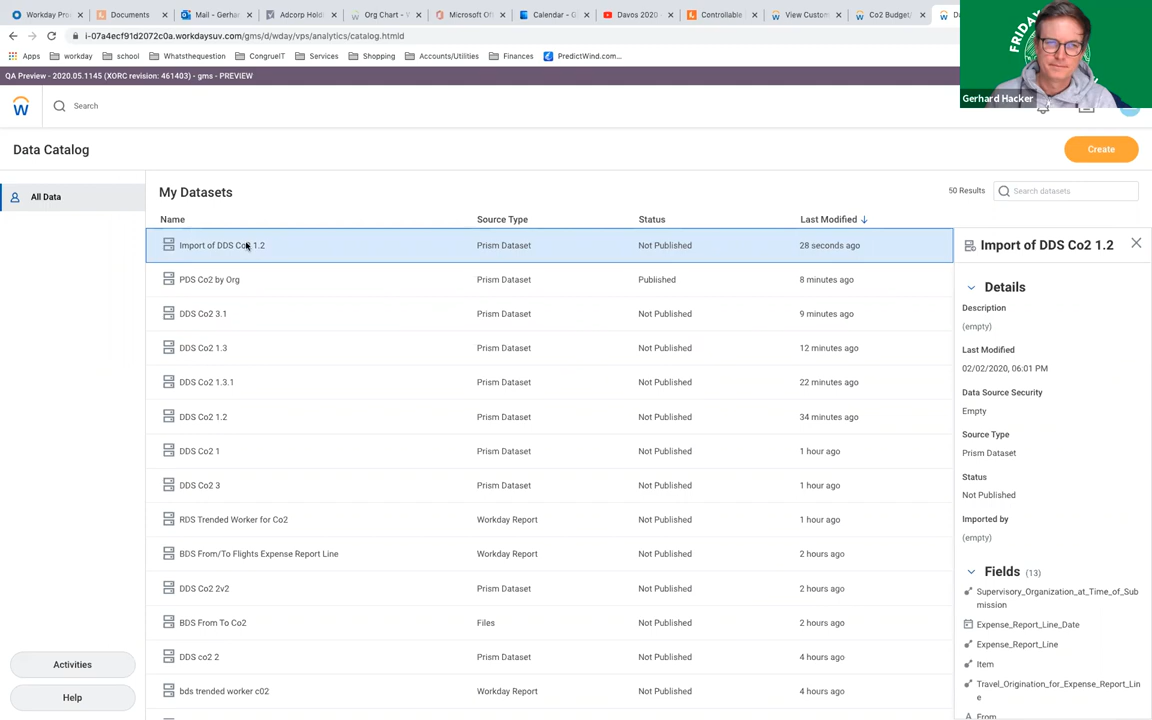 Workday Pro
Documents
Mail - Gerhar
Adcorp Hold
Org Chart - W
Microsoft Of
Calendar - G
Davos 2020
Controllable
View Custom
Co2 Budget/
i-07a4ecf91d2072c0a.workdaysuv.com/gms/d/wday/vps/analytics/catalog.htmld
Apps
workday
school
Whatsthequestion
CongruelT
Services
Shopping
Accounts/Utilities
Finances
PredictWind.com...
QA Preview - 2020.05.1145 (XORC revision: 461403) - gms - PREVIEW
FRIDAY
Gerhard Hacker
Search
Data Catalog
Create
All Data
My Datasets
50 Results
Search datasets
Name Source Type Status Last Modified
Import of DDS Co2 1.2 Prism Dataset Not Published 28 seconds ago
PDS Co2 by Org Prism Dataset Published 8 minutes ago
DDS Co2 3.1 Prism Dataset Not Published 9 minutes ago
DDS Co2 1.3 Prism Dataset Not Published 12 minutes ago
DDS Co2 1.3.1 Prism Dataset Not Published 22 minutes ago
DDS Co2 1.2 Prism Dataset Not Published 34 minutes ago
DDS Co2 1 Prism Dataset Not Published 1 hour ago
DDS Co2 3 Prism Dataset Not Published 1 hour ago
RDS Trended Worker for Co2 Workday Report Not Published 1 hour ago
BDS From/To Flights Expense Report Line Workday Report Not Published 2 hours ago
DDS Co2 2v2 Prism Dataset Not Published 2 hours ago
BDS From To Co2 Files Not Published 2 hours ago
DDS co2 2 Prism Dataset Not Published 4 hours ago
bds trended worker c02 Workday Report Not Published 4 hours ago
Activities
Help
Import of DDS Co2 1.2
Details
Description
(empty)
Last Modified
02/02/2020, 06:01 PM
Data Source Security
Empty
Source Type
Prism Dataset
Status
Not Published
Imported by
(empty)
Fields (13)
Supervisory_Organization_at_Time_of_Sub
mission
Expense_Report_Line_Date
Expense_Report_Line
Item
Travel_Origination_for_Expense_Report_Lin
e
From